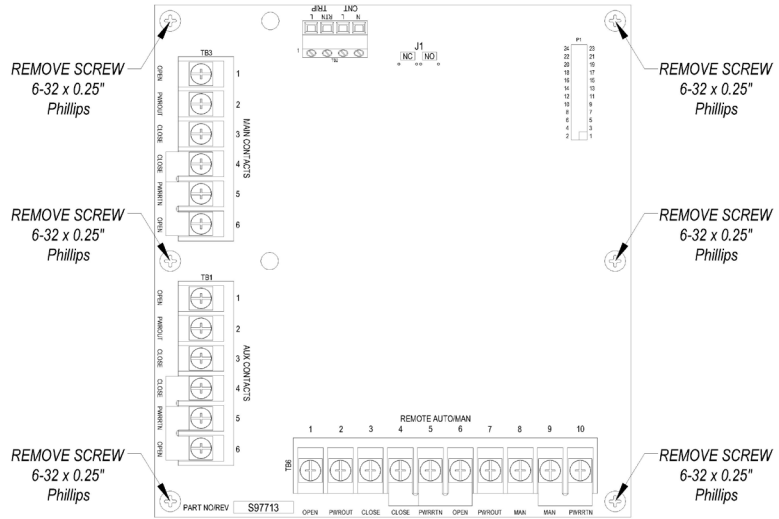 TRIP CNT
L RTN L N
1
TB2
J1
NC NO
P1
24 23
22 21
20 19
18 17
16 15
14 13
12 11
10 9
8 7
6 5
4 3
2 1
REMOVE SCREW
6-32 x 0.25"
Phillips
REMOVE SCREW
6-32 x 0.25"
Phillips
TB3
OPEN 1
PWROUT 2
CLOSE 3
CLOSE 4
PWRRTN 5
OPEN 6
MAIN CONTACTS
REMOVE SCREW
6-32 x 0.25"
Phillips
REMOVE SCREW
6-32 x 0.25"
Phillips
TB1
OPEN 1
PWROUT 2
CLOSE 3
CLOSE 4
PWRRTN 5
OPEN 6
AUX CONTACTS
REMOTE AUTO/MAN
1 2 3 4 5 6 7 8 9 10
TB6
OPEN PWROUT CLOSE CLOSE PWRRTN OPEN PWROUT MAN MAN PWRRTN
REMOVE SCREW
6-32 x 0.25"
Phillips
REMOVE SCREW
6-32 x 0.25"
Phillips
PART NO/REV S97713